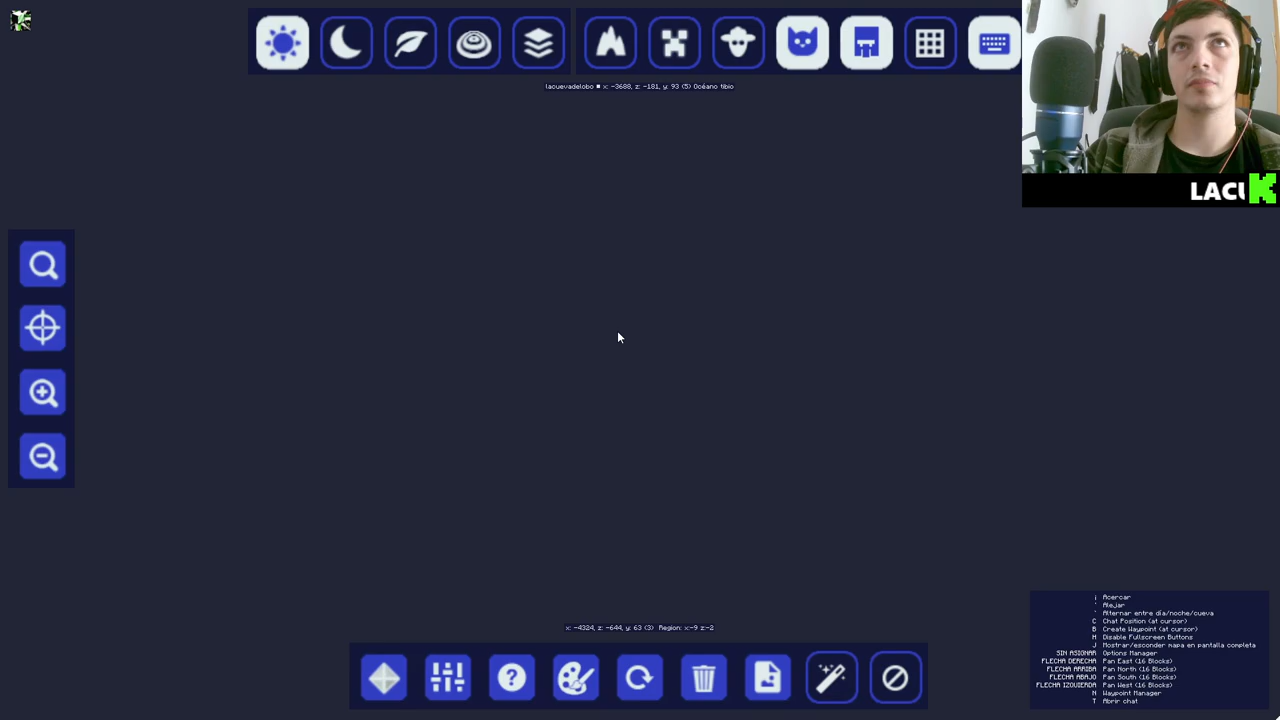 lacuevadelobo ■ x: -3688, z: -181, y: 93 (5) Océano tibio
LACU
x: -4324, z: -644, y: 63 (3) Region: x:-9 z:-2
¡ Acercar
' Alejar
` Alternar entre día/noche/cueva
C Chat Position (at cursor)
B Create Waypoint (at cursor)
H Disable Fullscreen Buttons
J Mostrar/esconder mapa en pantalla completa
SIN ASIGNAR Options Manager
FLECHA DERECHA Pan East (16 Blocks)
FLECHA ARRIBA Pan North (16 Blocks)
FLECHA ABAJO Pan South (16 Blocks)
FLECHA IZQUIERDA Pan West (16 Blocks)
N Waypoint Manager
T Abrir chat